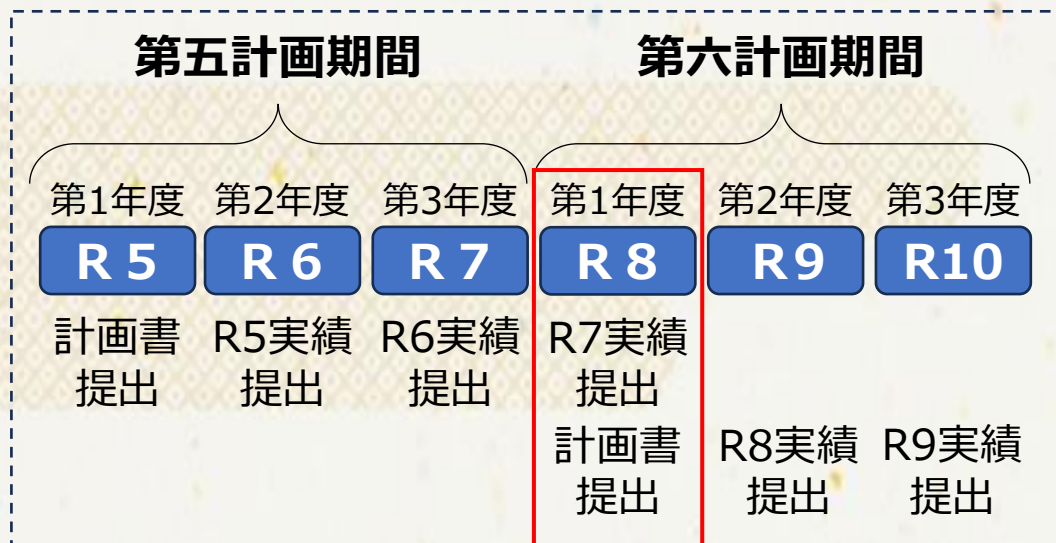 第五計画期間 第六計画期間
第1年度 第2年度 第3年度 第1年度 第2年度 第3年度
R 5 R 6 R 7 R 8 R9 R10
計画書 R5実績 R6実績 R7実績
提出 提出 提出 提出
計画書 R8実績 R9実績
提出 提出 提出